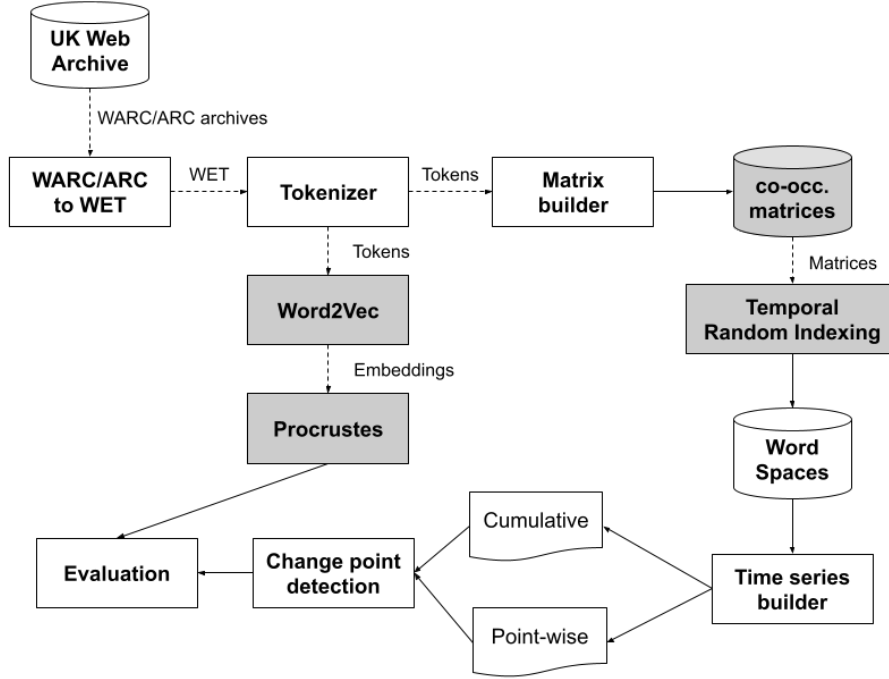 UK Web
Archive
WARC/ARC archives
WARC/ARC
to WET
WET
Tokenizer
Tokens
Matrix
builder
co-occ.
matrices
Tokens
Matrices
Word2Vec
Temporal
Random Indexing
Embeddings
Procrustes
Word
Spaces
Cumulative
Evaluation
Change point
detection
Time series
builder
Point-wise